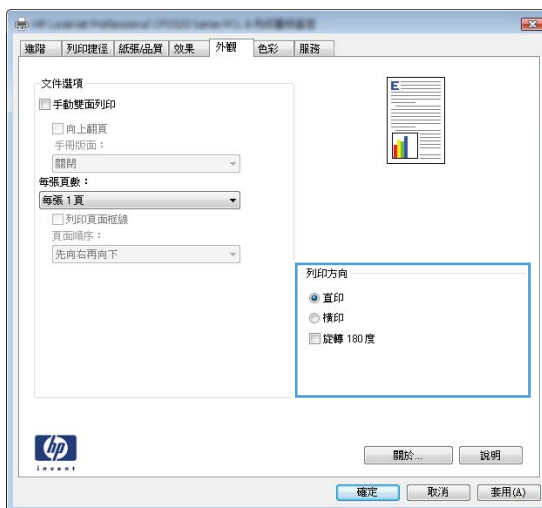 進階 列印捷徑 紙張/品質 效果 外觀 色彩 服務
文件選項
手動雙面列印
向上翻頁
手冊版面：
關閉
每張頁數：
每張 1 頁
列印頁面框線
頁面順序：
先向右再向下
E
列印方向
直印
橫印
旋轉 180 度
hp
invent
關於... 說明
確定 取消 套用(A)